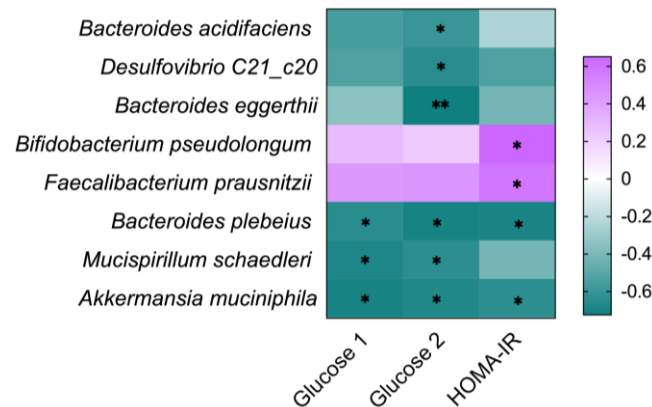 Bacteroides acidifaciens
*
Desulfovibrio C21_c20
*
Bacteroides eggerthii
**
Bifidobacterium pseudolongum
*
Faecalibacterium prausnitzii
*
Bacteroides plebeius
* * *
Mucispirillum schaedleri
* *
Akkermansia muciniphila
* * *
Glucose 1
Glucose 2
HOMA-IR
0.6
0.4
0.2
0
-0.2
-0.4
-0.6